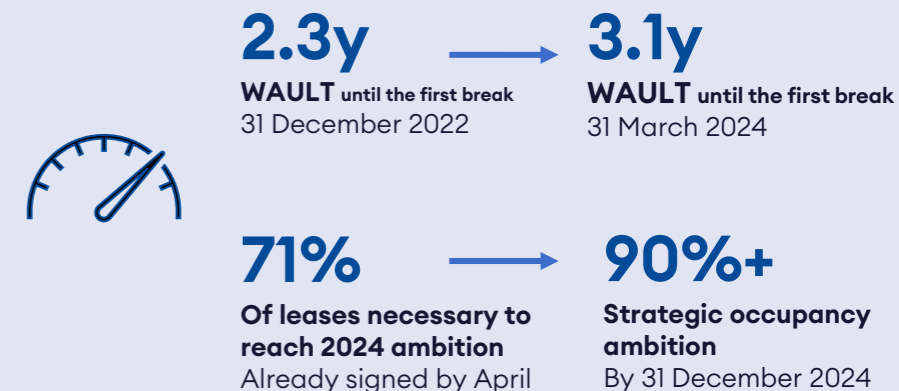 2.3y
WAULT until the first break
31 December 2022
3.1y
WAULT until the first break
31 March 2024
71%
Of leases necessary to
reach 2024 ambition
Already signed by April
90%+
Strategic occupancy
ambition
By 31 December 2024